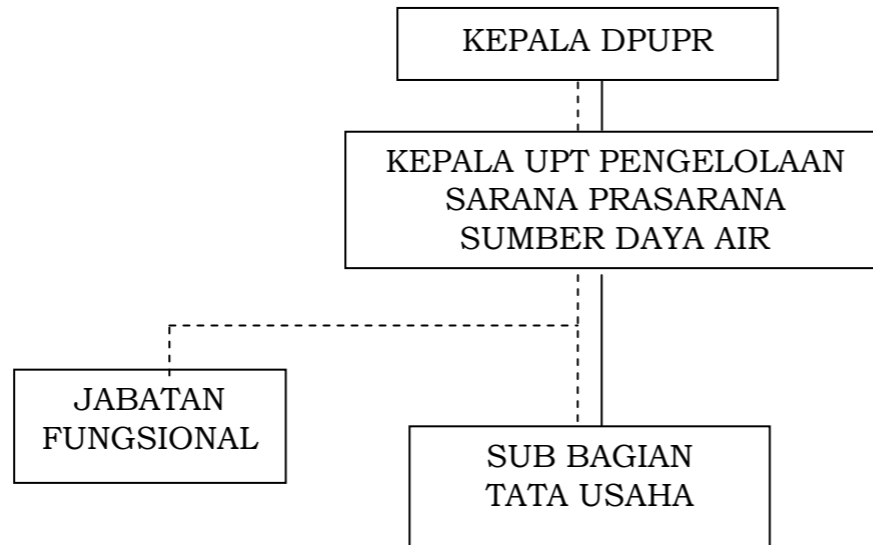 KEPALA DPUPR
KEPALA UPT PENGELOLAAN
SARANA PRASARANA
SUMBER DAYA AIR
JABATAN
FUNGSIONAL
SUB BAGIAN
TATA USAHA